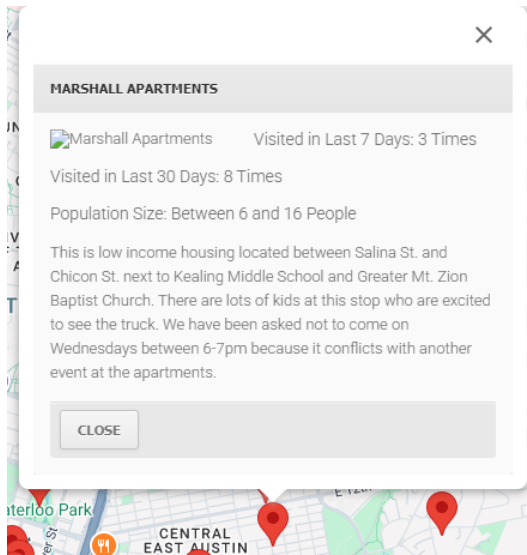 MARSHALL APARTMENTS
Marshall Apartments
Visited in Last 7 Days: 3 Times
Visited in Last 30 Days: 8 Times
Population Size: Between 6 and 16 People
This is low income housing located between Salina St. and
Chicon St. next to Kealing Middle School and Greater Mt. Zion
Baptist Church. There are lots of kids at this stop who are excited
to see the truck. We have been asked not to come on
Wednesdays between 6-7pm because it conflicts with another
event at the apartments.
CLOSE
Park
CENTRAL
EAST AUSTIN